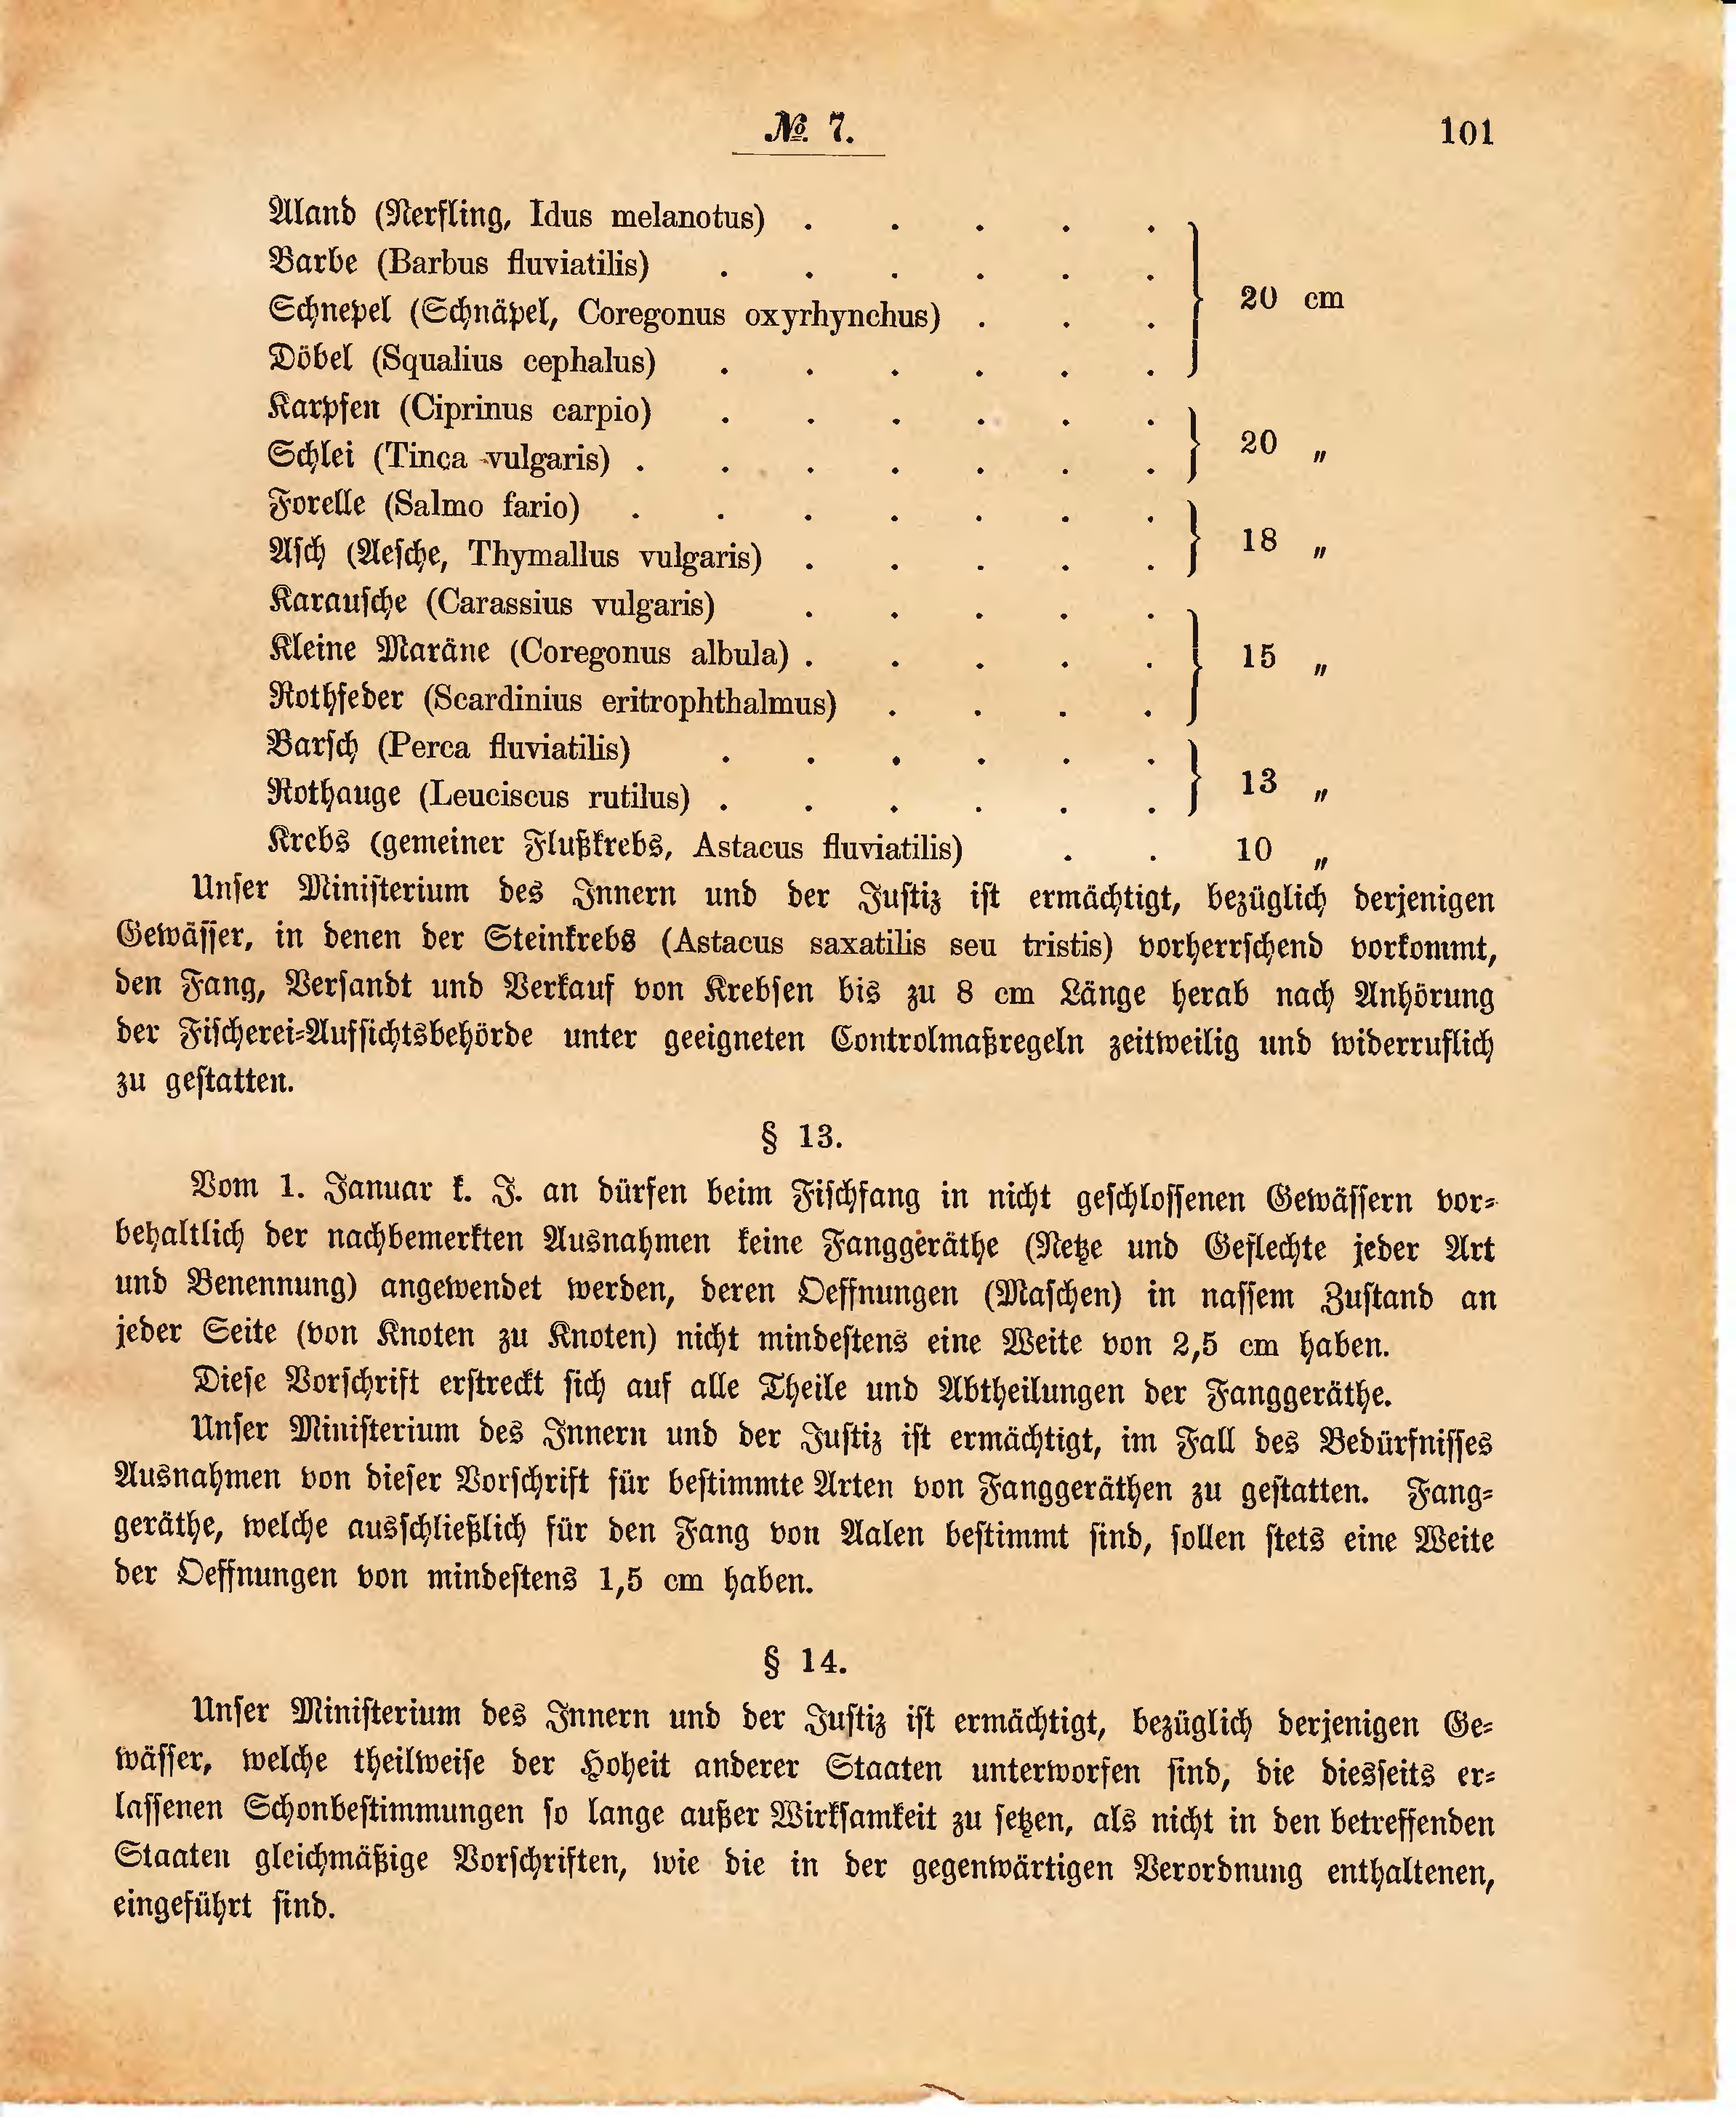 № 7.
101
Aland (Nerfling, Idus melanotus) . . . . .
Barbe (Barbus fluviatilis) . . . . . .
Schnepel (Schnäpel, Coregonus oxyrhynchus) . . .
20 cm
Döbel (Squalius cephalus) . . . . . .
Karpfen (Ciprinus carpio) . . . . . .
Schlei (Tinca vulgaris) . . . . . . .
20 „
Forelle (Salmo fario) . . . . . . .
Asch (Aesche, Thymallus vulgaris) . . . . .
18 „
Karausche (Carassius vulgaris) . . . . .
Kleine Maräne (Coregonus albula) . . . . .
15 „
Rothfeder (Scardinius eritrophthalmus) . . . .
Barsch (Perca fluviatilis) . . . . . .
Rothauge (Leuciscus rutilus) . . . . . .
13 „
Krebs (gemeiner Flußkrebs, Astacus fluviatilis) . . 10 „
Unser Ministerium des Innern und der Justiz ist ermächtigt, bezüglich derjenigen
Gewässer, in denen der Steinkrebs (Astacus saxatilis seu tristis) vorherrschend vorkommt,
den Fang, Versandt und Verkauf von Krebsen bis zu 8 cm Länge herab nach Anhörung
der Fischerei-Aufsichtsbehörde unter geeigneten Controlmaßregeln zeitweilig und widerruflich
zu gestatten.
§ 13.
Vom 1. Januar k. J. an dürfen beim Fischfang in nicht geschlossenen Gewässern vor-
behaltlich der nachbemerkten Ausnahmen keine Fanggeräthe (Netze und Geflechte jeder Art
und Benennung) angewendet werden, deren Oeffnungen (Maschen) in nassem Zustand an
jeder Seite (von Knoten zu Knoten) nicht mindestens eine Weite von 2,5 cm haben.
Diese Vorschrift erstreckt sich auf alle Theile und Abtheilungen der Fanggeräthe.
Unser Ministerium des Innern und der Justiz ist ermächtigt, im Fall des Bedürfnisses
Ausnahmen von dieser Vorschrift für bestimmte Arten von Fanggeräthen zu gestatten. Fang-
geräthe, welche ausschließlich für den Fang von Aalen bestimmt sind, sollen stets eine Weite
der Oeffnungen von mindestens 1,5 cm haben.
§ 14.
Unser Ministerium des Innern und der Justiz ist ermächtigt, bezüglich derjenigen Ge-
wässer, welche theilweise der Hoheit anderer Staaten unterworfen sind, die diesseits er-
lassenen Schonbestimmungen so lange außer Wirksamkeit zu setzen, als nicht in den betreffenden
Staaten gleichmäßige Vorschriften, wie die in der gegenwärtigen Verordnung enthaltenen,
eingeführt sind.